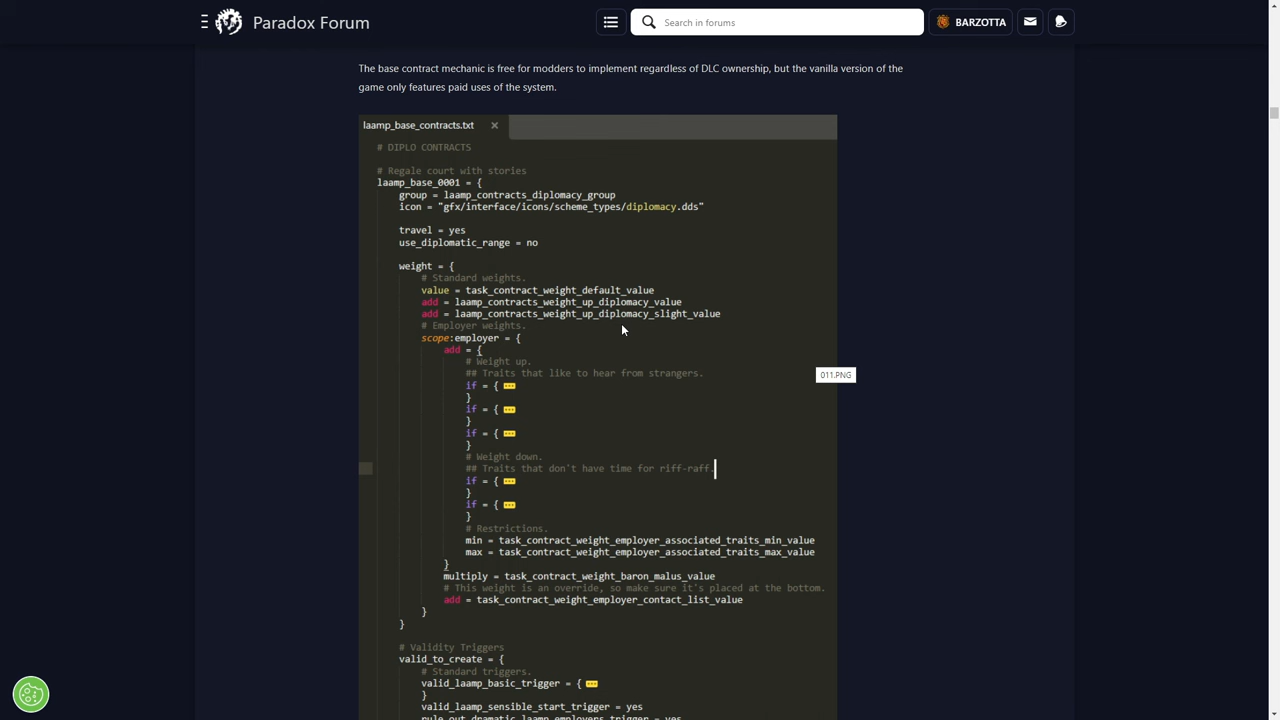 Paradox Forum
Search in forums
BARZOTTA
The base contract mechanic is free for modders to implement regardless of DLC ownership, but the vanilla version of the
game only features paid uses of the system.
laamp_base_contracts.txt ×
# DIPLO CONTRACTS
# Regale court with stories
laamp_base_0001 = {
group = laamp_contracts_diplomacy_group
icon = "gfx/interface/icons/scheme_types/diplomacy.dds"
travel = yes
use_diplomatic_range = no
weight = {
# Standard weights.
value = task_contract_weight_default_value
add = laamp_contracts_weight_up_diplomacy_value
add = laamp_contracts_weight_up_diplomacy_slight_value
# Employer weights.
scope:employer = {
add = {
# Weight up.
## Traits that like to hear from strangers.
if = {
}
if = {
}
if = {
}
# Weight down.
## Traits that don't have time for riff-raff.
if = {
}
if = {
}
# Restrictions.
min = task_contract_weight_employer_associated_traits_min_value
max = task_contract_weight_employer_associated_traits_max_value
}
multiply = task_contract_weight_baron_malus_value
# This weight is an override, so make sure it's placed at the bottom.
add = task_contract_weight_employer_contact_list_value
}
}
# Validity Triggers
valid_to_create = {
# Standard triggers.
valid_laamp_basic_trigger = {
}
valid_laamp_sensible_start_trigger = yes
rule_out_dramatic_laamp_employers_trigger = yes
011.PNG